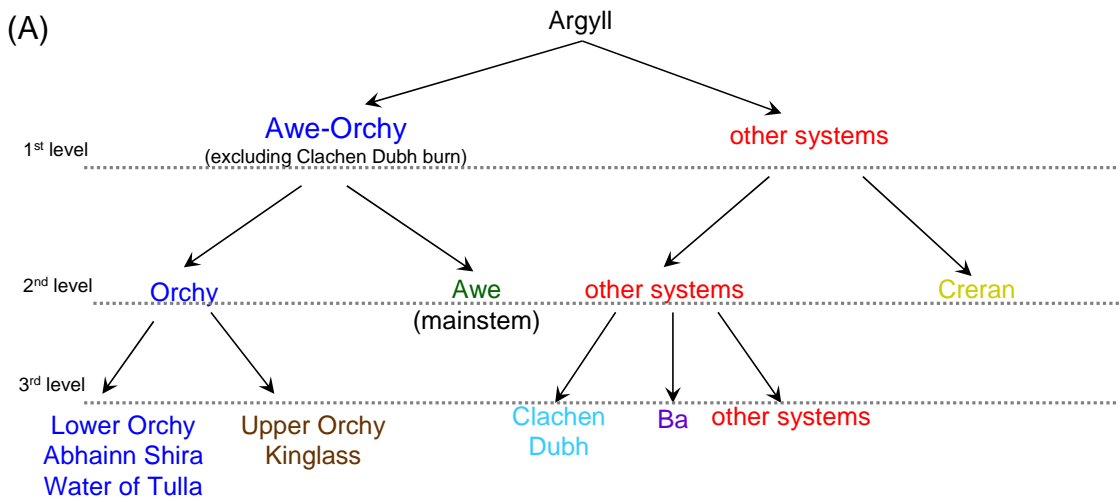 (A)
Argyll
Awe-Orchy
other systems
1st level
(excluding Clachen Dubh burn)
2nd level
Orchy
Awe
other systems
Creran
(mainstem)
3rd level
Lower Orchy
Upper Orchy
Clachen
Ba
other systems
Abhainn Shira
Kinglass
Dubh
Water of Tulla